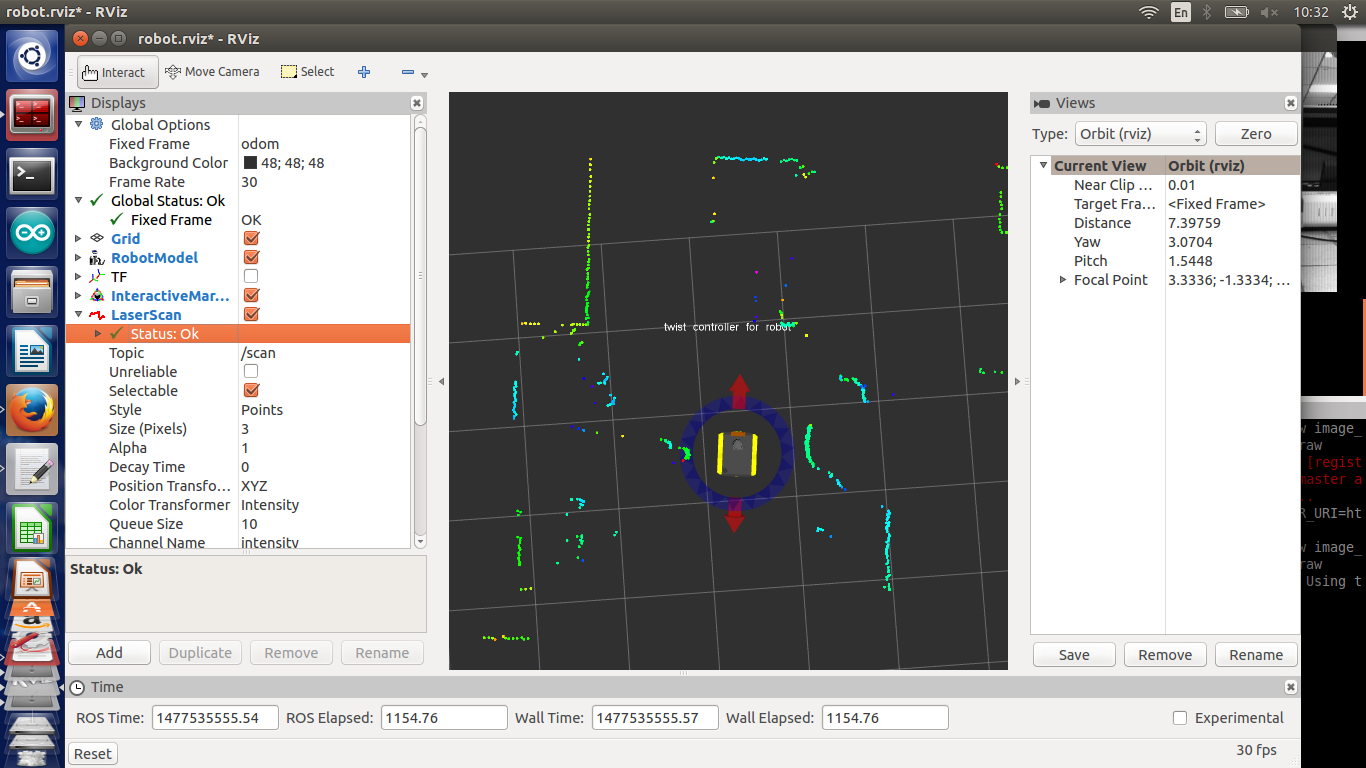 robot.rviz* - RViz
En
10:32
robot.rviz* - RViz
Interact
Move Camera
Select
Displays
Global Options
Fixed Frame odom
Background Color 48; 48; 48
Frame Rate 30
Global Status: Ok
Fixed Frame OK
Grid
RobotModel
TF
InteractiveMar...
LaserScan
Status: Ok
Topic /scan
Unreliable
Selectable
Style Points
Size (Pixels) 3
Alpha 1
Decay Time 0
Position Transfo... XYZ
Color Transformer Intensity
Queue Size 10
Channel Name intensity
Status: Ok
Add Duplicate Remove Rename
twist controller for robot
Views
Type: Orbit (rviz) Zero
Current View Orbit (rviz)
Near Clip ... 0.01
Target Fra... <Fixed Frame>
Distance 7.39759
Yaw 3.0704
Pitch 1.5448
Focal Point 3.3336; -1.3334; ...
Save Remove Rename
w image_
raw
[regist
master a
..
R_URI=ht
w image_
raw
Using t
Time
ROS Time: 1477535555.54 ROS Elapsed: 1154.76 Wall Time: 1477535555.57 Wall Elapsed: 1154.76 Experimental
Reset 30 fps